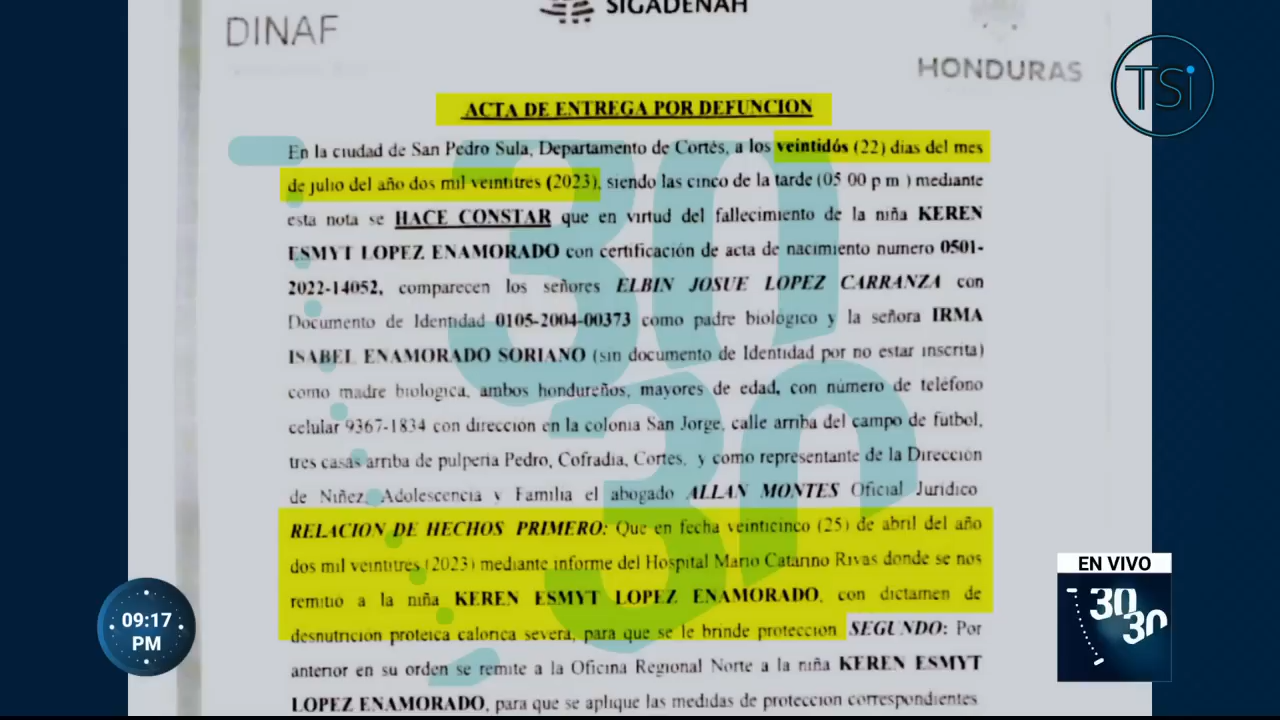 SIGADENAH
DINAF
HONDURAS
TSi
ACTA DE ENTREGA POR DEFUNCION
En la ciudad de San Pedro Sula, Departamento de Cortés, a los veintidós (22) dias del mes
de julio del año dos mil veintitres (2023), siendo las cinco de la tarde (05 00 p m ) mediante
esta nota se HACE CONSTAR que en virtud del fallecimiento de la niña KEREN
ESMYT LOPEZ ENAMORADO con certificación de acta de nacimiento numero 0501-
2022-14052, comparecen los señores ELBIN JOSUE LOPEZ CARRANZA con
Documento de Identidad 0105-2004-00373 como padre biologico y la señora IRMA
ISABEL ENAMORADO SORIANO (sin documento de Identidad por no estar inscrita)
como madre biologica, ambos hondureños, mayores de edad, con número de teléfono
celular 9367-1834 con dirección en la colonia San Jorge, calle arriba del campo de futbol,
tres casas arriba de pulperia Pedro, Cofradia, Cortes, y como representante de la Dirección
de Niñez, Adolescencia y Familia el abogado ALLAN MONTES Oficial Jurídico
RELACION DE HECHOS PRIMERO: Que en fecha veinticinco (25) de abril del año
dos mil veintitres (2023) mediante informe del Hospital Mario Catarino Rivas donde se nos
remitió a la niña KEREN ESMYT LOPEZ ENAMORADO, con dictamen de
desnutrición proteica calorica severa, para que se le brinde protección SEGUNDO: Por
anterior en su orden se remite a la Oficina Regional Norte a la niña KEREN ESMYT
LOPEZ ENAMORADO, para que se aplique las medidas de proteccion correspondientes
30
30
09:17
PM
EN VIVO
30
30